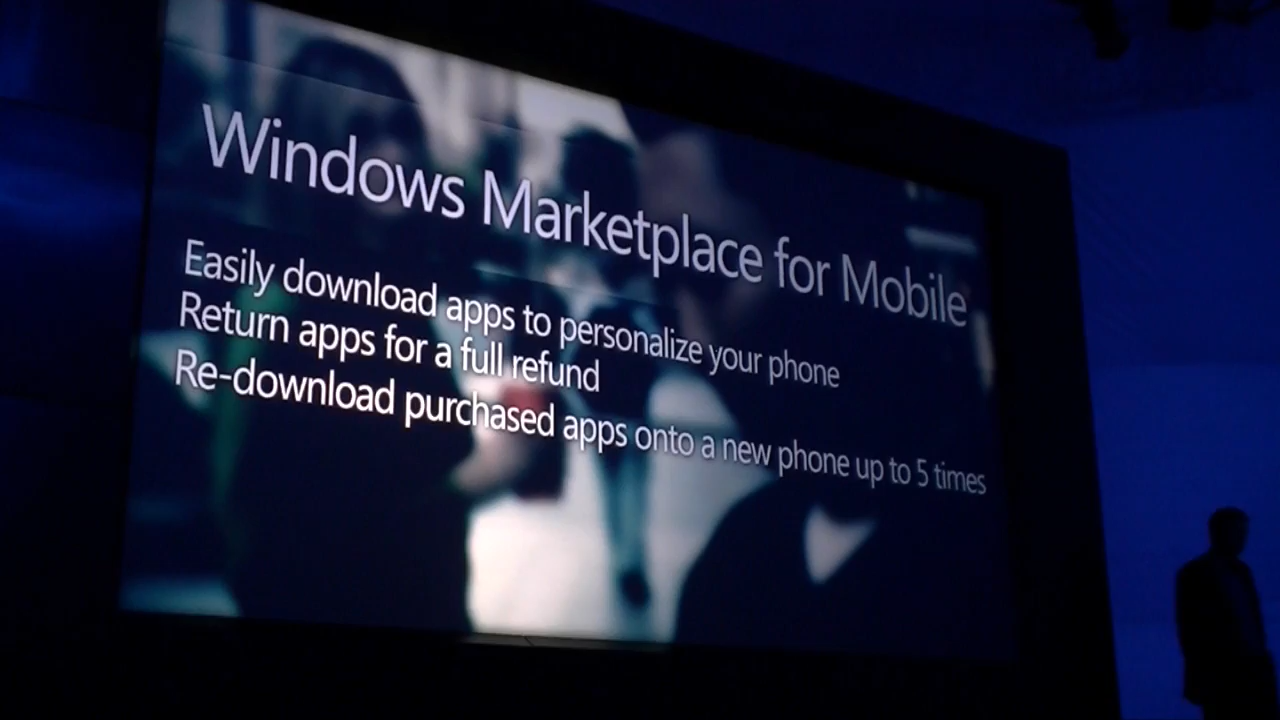 Windows Marketplace for Mobile
Easily download apps to personalize your phone
Return apps for a full refund
Re-download purchased apps onto a new phone up to 5 times